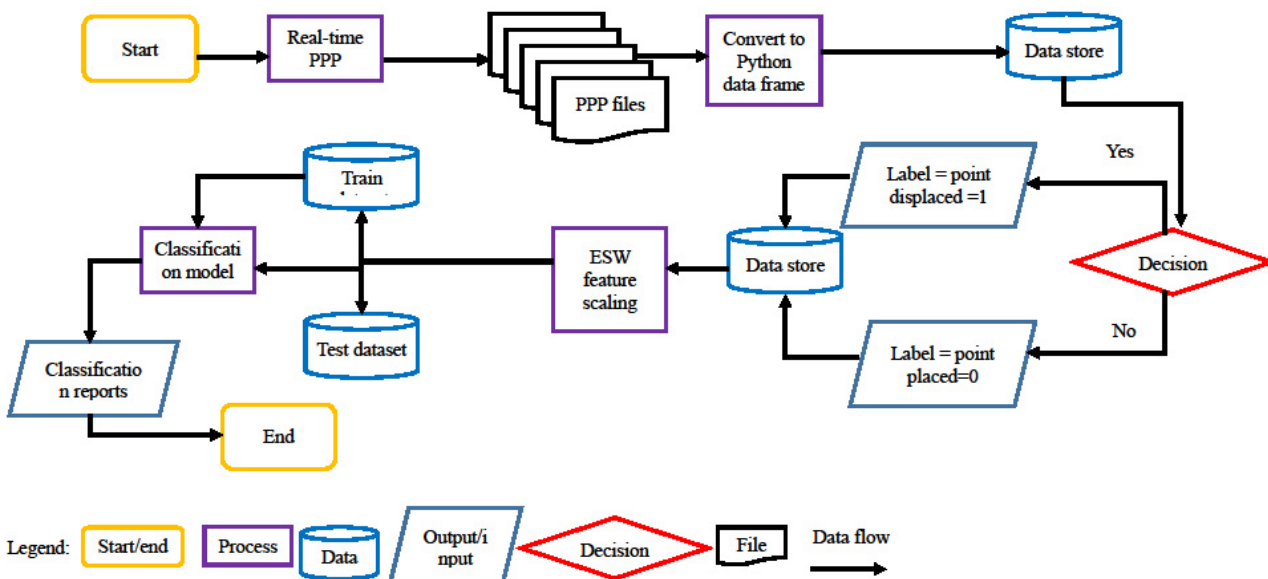 Start
Real-time
PPP
PPP files
Convert to
Python
data frame
Data store
Yes
Label = point
displaced =1
Decision
No
Label = point
placed=0
Data store
ESW
feature
scaling
Train
Test dataset
Classificati
on model
Classificatio
n reports
End
Legend:
Start/end
Process
Data
Output/i
nput
Decision
File
Data flow